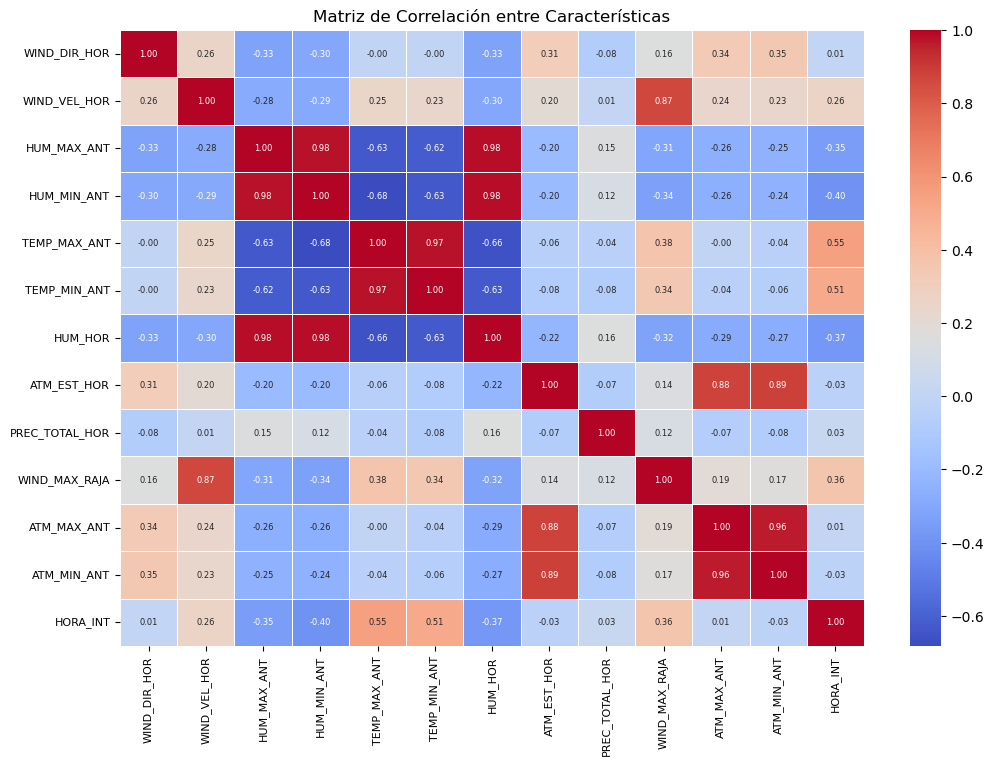 Matriz de Correlación entre Características
WIND_DIR_HOR 1.00 0.26 -0.33 -0.30 -0.00 -0.00 -0.33 0.31 -0.08 0.16 0.34 0.35 0.01
WIND_VEL_HOR 0.26 1.00 -0.28 -0.29 0.25 0.23 -0.30 0.20 0.01 0.87 0.24 0.23 0.26
HUM_MAX_ANT -0.33 -0.28 1.00 0.98 -0.63 -0.62 0.98 -0.20 0.15 -0.31 -0.26 -0.25 -0.35
HUM_MIN_ANT -0.30 -0.29 0.98 1.00 -0.68 -0.63 0.98 -0.20 0.12 -0.34 -0.26 -0.24 -0.40
TEMP_MAX_ANT -0.00 0.25 -0.63 -0.68 1.00 0.97 -0.66 -0.06 -0.04 0.38 -0.00 -0.04 0.55
TEMP_MIN_ANT -0.00 0.23 -0.62 -0.63 0.97 1.00 -0.63 -0.08 -0.08 0.34 -0.04 -0.06 0.51
HUM_HOR -0.33 -0.30 0.98 0.98 -0.66 -0.63 1.00 -0.22 0.16 -0.32 -0.29 -0.27 -0.37
ATM_EST_HOR 0.31 0.20 -0.20 -0.20 -0.06 -0.08 -0.22 1.00 -0.07 0.14 0.88 0.89 -0.03
PREC_TOTAL_HOR -0.08 0.01 0.15 0.12 -0.04 -0.08 0.16 -0.07 1.00 0.12 -0.07 -0.08 0.03
WIND_MAX_RAJA 0.16 0.87 -0.31 -0.34 0.38 0.34 -0.32 0.14 0.12 1.00 0.19 0.17 0.36
ATM_MAX_ANT 0.34 0.24 -0.26 -0.26 -0.00 -0.04 -0.29 0.88 -0.07 0.19 1.00 0.96 0.01
ATM_MIN_ANT 0.35 0.23 -0.25 -0.24 -0.04 -0.06 -0.27 0.89 -0.08 0.17 0.96 1.00 -0.03
HORA_INT 0.01 0.26 -0.35 -0.40 0.55 0.51 -0.37 -0.03 0.03 0.36 0.01 -0.03 1.00
WIND_DIR_HOR
WIND_VEL_HOR
HUM_MAX_ANT
HUM_MIN_ANT
TEMP_MAX_ANT
TEMP_MIN_ANT
HUM_HOR
ATM_EST_HOR
PREC_TOTAL_HOR
WIND_MAX_RAJA
ATM_MAX_ANT
ATM_MIN_ANT
HORA_INT
1.0
0.8
0.6
0.4
0.2
0.0
−0.2
−0.4
−0.6